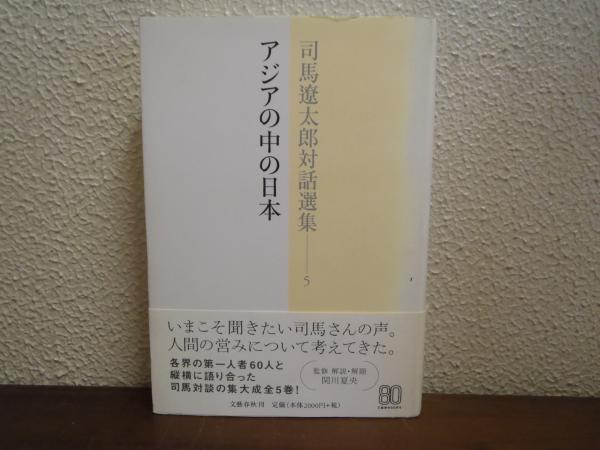 司馬遼太郎対話選集——5
アジアの中の日本
いまこそ聞きたい司馬さんの声。
人間の営みについて考えてきた。
各界の第一人者60人と
縦横に語り合った
司馬対談の集大成全5巻!
監修 解説・解題
関川夏央
文藝春秋刊 定価(本体2000円+税)
80